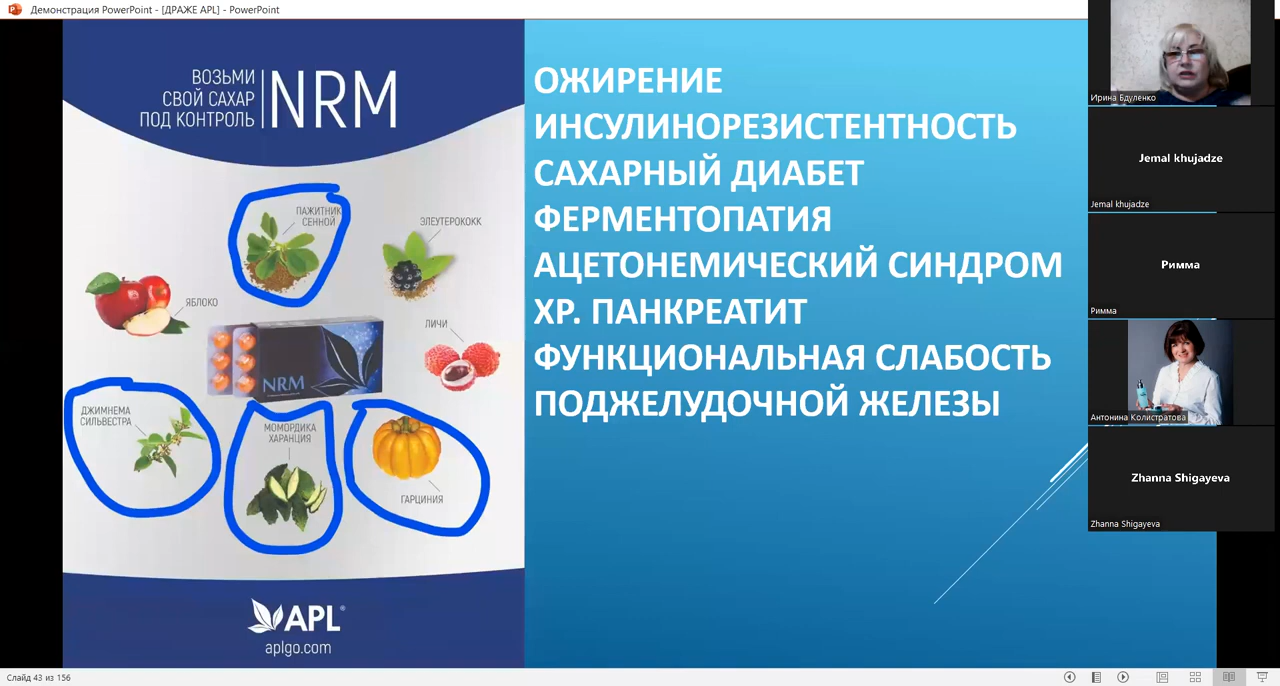 Демонстрация PowerPoint - [ДРАЖЕ APL] - PowerPoint
ВОЗЬМИ
СВОЙ САХАР
ПОД КОНТРОЛЬ
NRM
ПАЖИТНИК
СЕННОЙ
ЭЛЕУТЕРОКОКК
ЯБЛОКО
ЛИЧИ
NRM
ДЖИМНЕМА
СИЛЬВЕСТРА
МОМОРДИКА
ХАРАНЦИЯ
ГАРЦИНИЯ
APL®
aplgo.com
ОЖИРЕНИЕ
ИНСУЛИНОРЕЗИСТЕНТНОСТЬ
САХАРНЫЙ ДИАБЕТ
ФЕРМЕНТОПАТИЯ
АЦЕТОНЕМИЧЕСКИЙ СИНДРОМ
ХР. ПАНКРЕАТИТ
ФУНКЦИОНАЛЬНАЯ СЛАБОСТЬ
ПОДЖЕЛУДОЧНОЙ ЖЕЛЕЗЫ
Ирина Бдуленко
Jemal khujadze
Jemal khujadze
Римма
Римма
Антонина Колистратова
Zhanna Shigayeva
Zhanna Shigayeva
Слайд 43 из 156